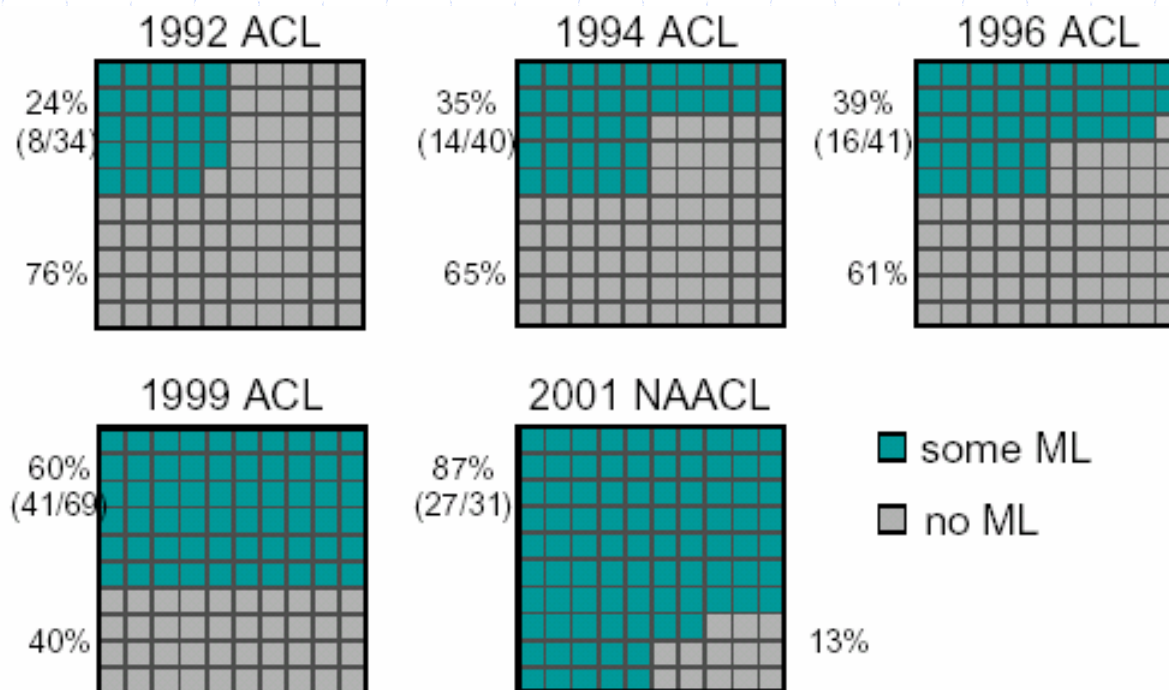 1992 ACL
24%
(8/34)
76%
1994 ACL
35%
(14/40)
65%
1996 ACL
39%
(16/41)
61%
1999 ACL
60%
(41/69)
40%
2001 NAACL
87%
(27/31)
13%
some ML
no ML